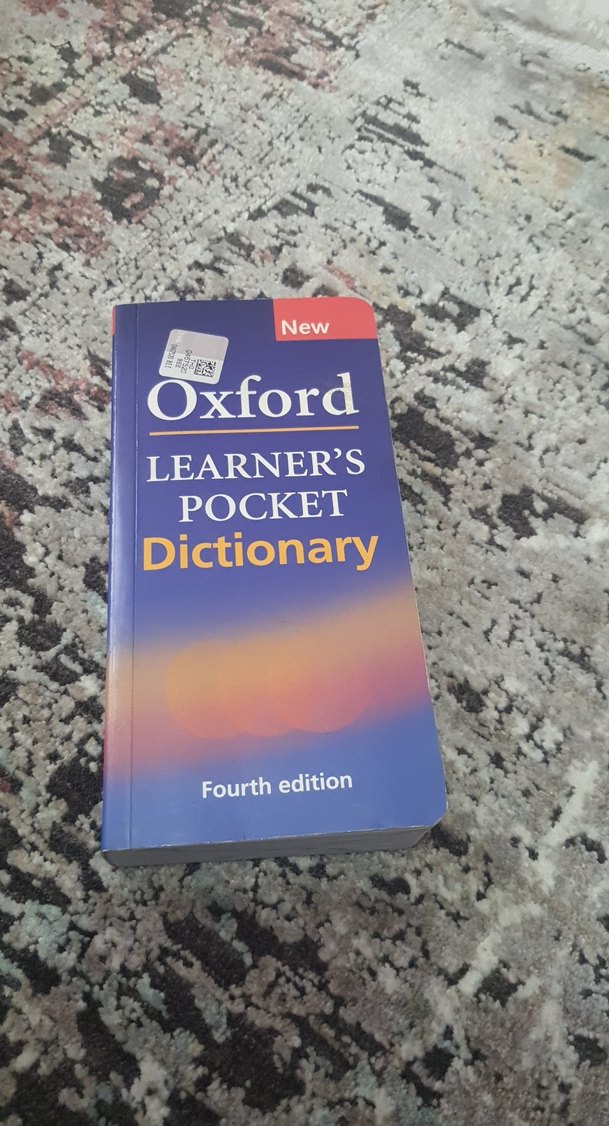 New
Oxford
LEARNER'S
POCKET
Dictionary
Fourth edition